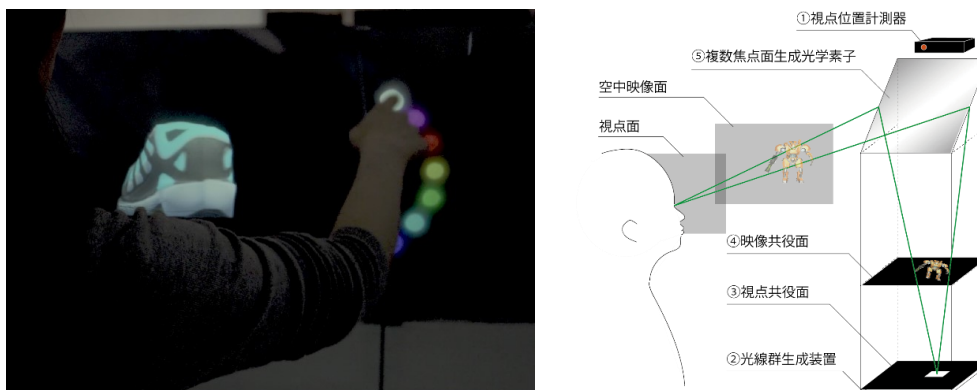 ①視点位置計測器
⑤複数焦点面生成光学素子
空中映像面
視点面
④映像共役面
③視点共役面
②光線群生成装置